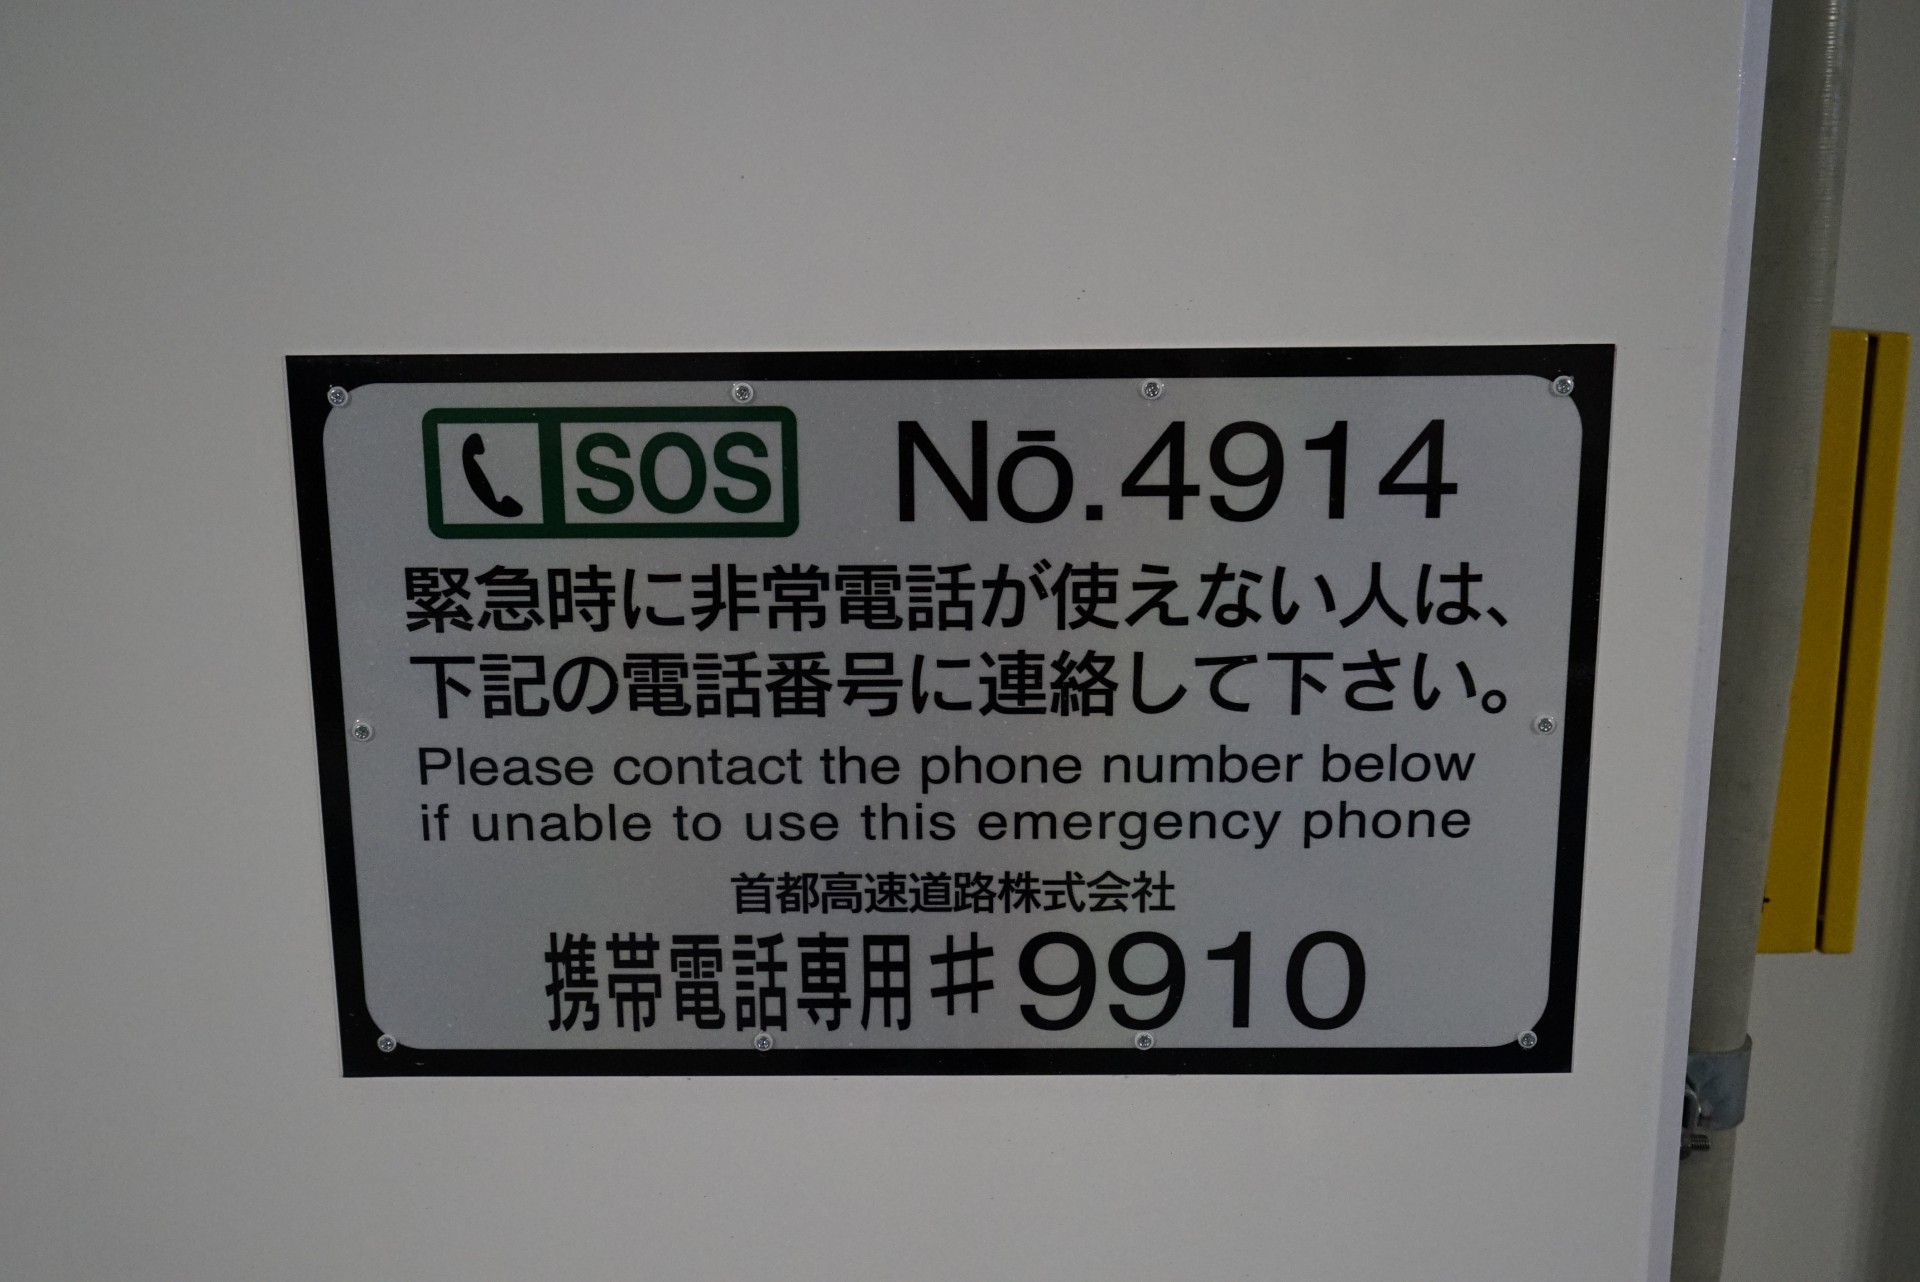 SOS Nō.4914
緊急時に非常電話が使えない人は、
下記の電話番号に連絡して下さい。
Please contact the phone number below
if unable to use this emergency phone
首都高速道路株式会社
携帯電話専用♯9910